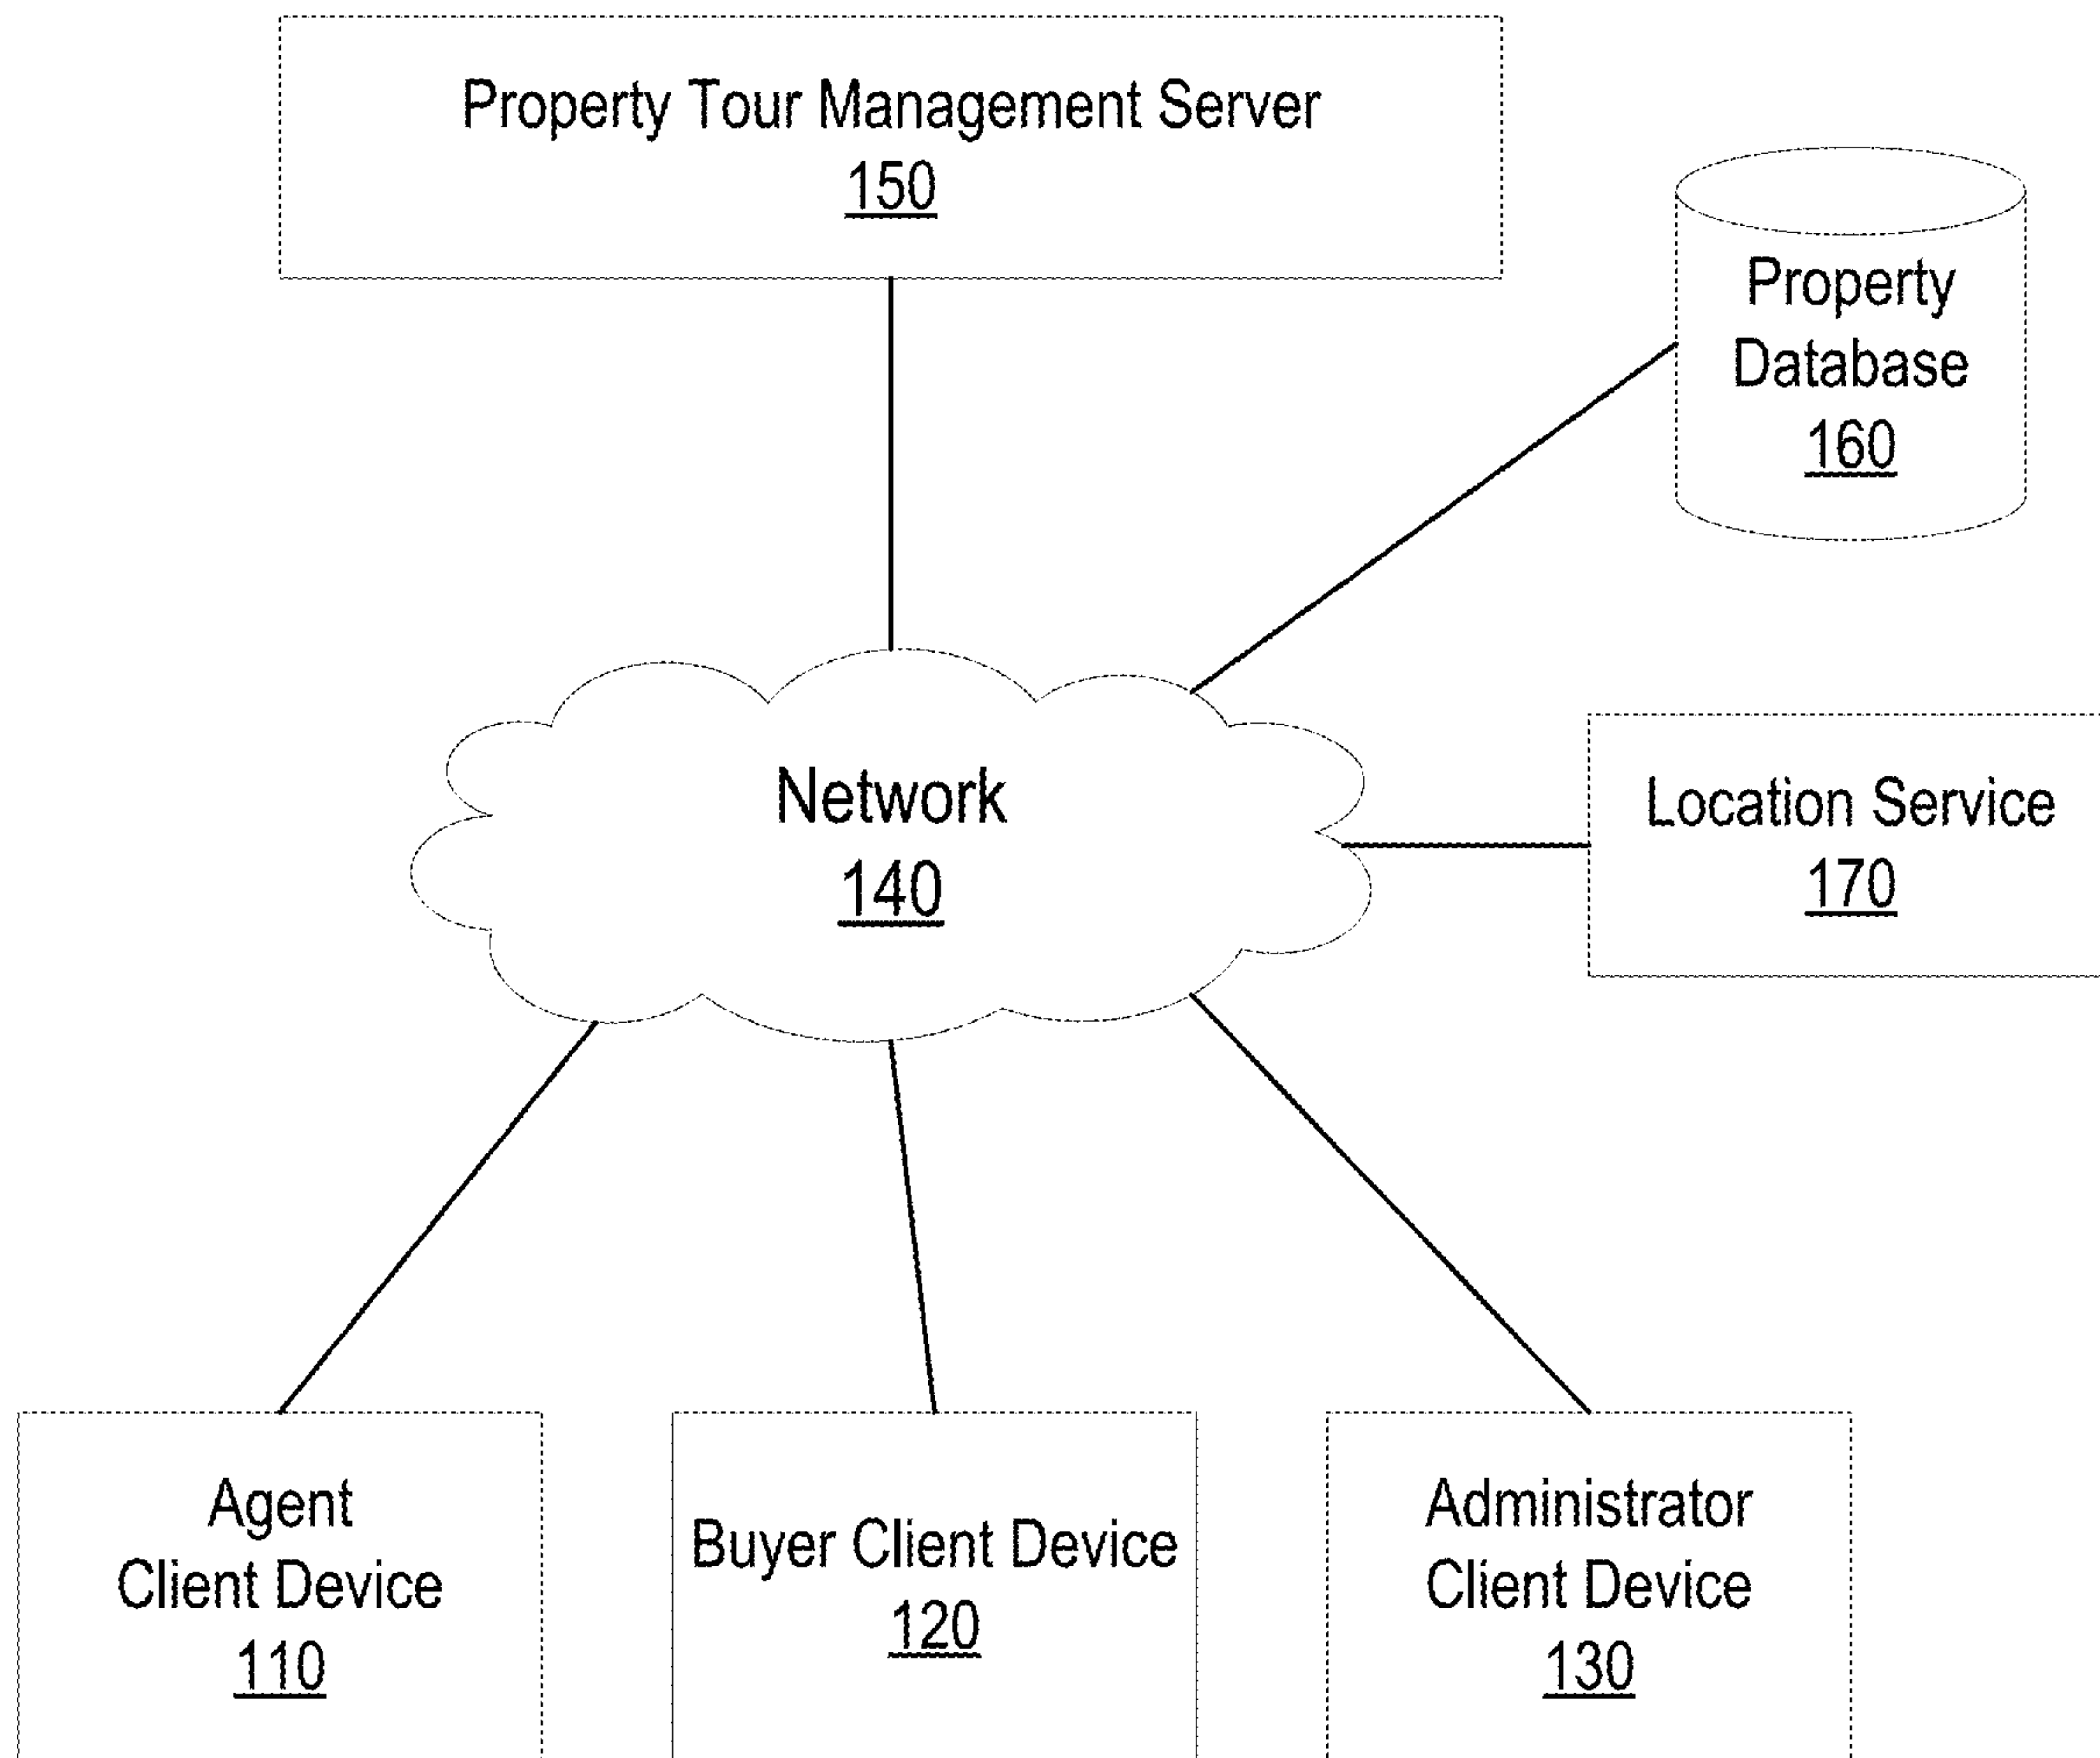 Property Tour Management Server
150
Property
Database
160
Network
140
Location Service
170
Agent
Client Device
110
Buyer Client Device
120
Administrator
Client Device
130